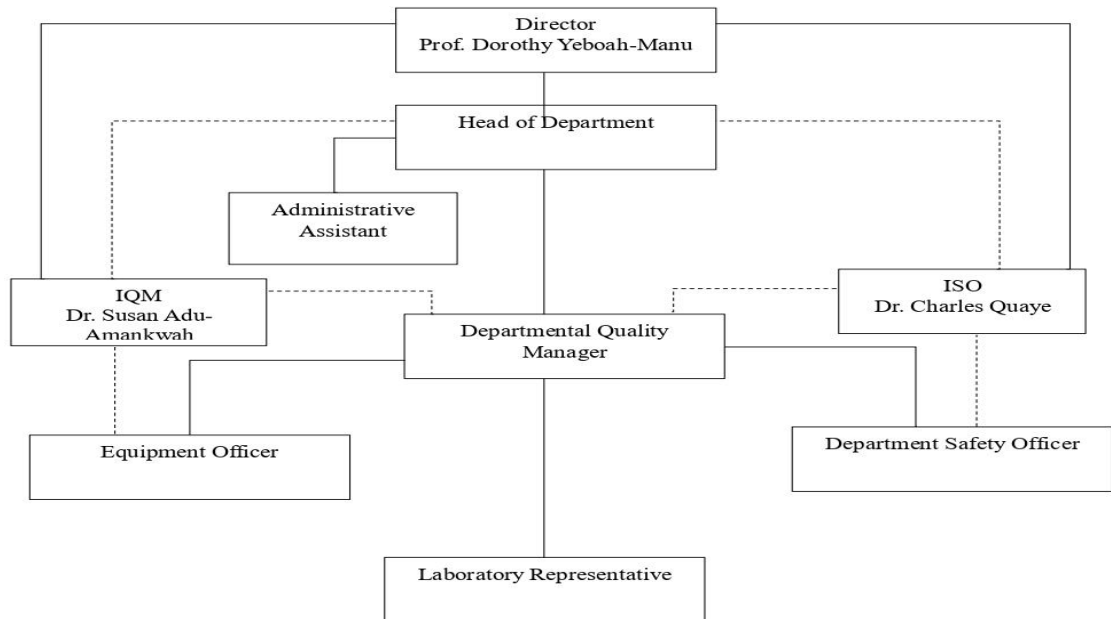 Director
Prof. Dorothy Yeboah-Manu
Head of Department
Administrative
Assistant
IQM
Dr. Susan Adu-
Amankwah
ISO
Dr. Charles Quaye
Departmental Quality
Manager
Equipment Officer
Department Safety Officer
Laboratory Representative